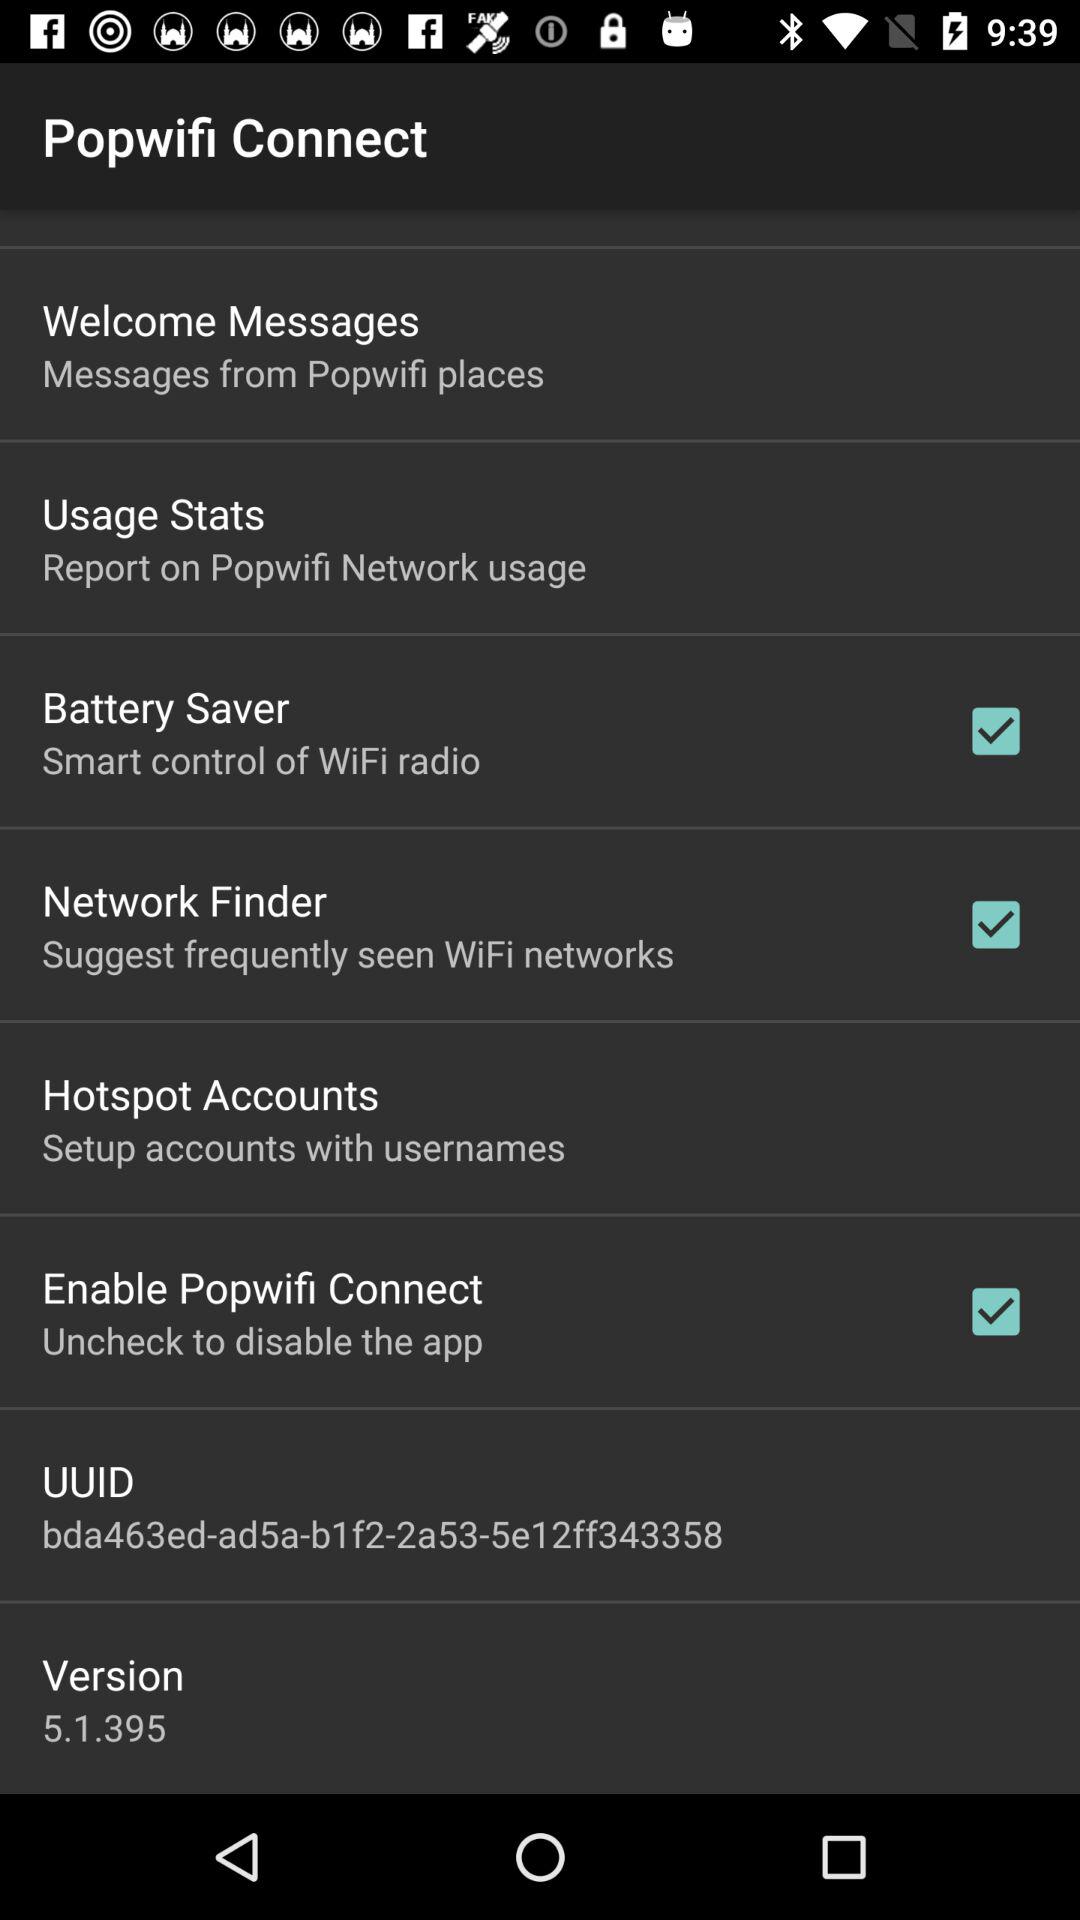 FAKE
9:39
Popwifi Connect
Welcome Messages
Messages from Popwifi places
Usage Stats
Report on Popwifi Network usage
Battery Saver
Smart control of WiFi radio
Network Finder
Suggest frequently seen WiFi networks
Hotspot Accounts
Setup accounts with usernames
Enable Popwifi Connect
Uncheck to disable the app
UUID
bda463ed-ad5a-b1f2-2a53-5e12ff343358
Version
5.1.395